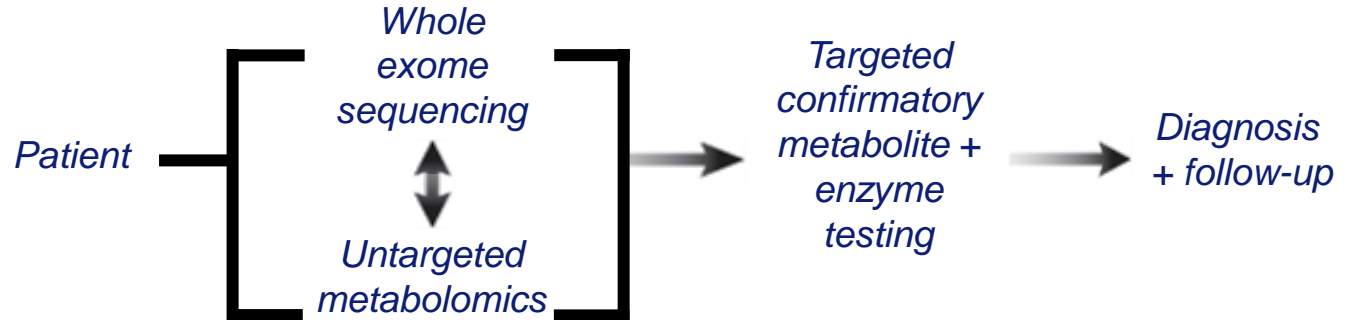 Patient
Whole
exome
sequencing
Untargeted
metabolomics
Targeted
confirmatory
metabolite +
enzyme
testing
Diagnosis
+ follow-up